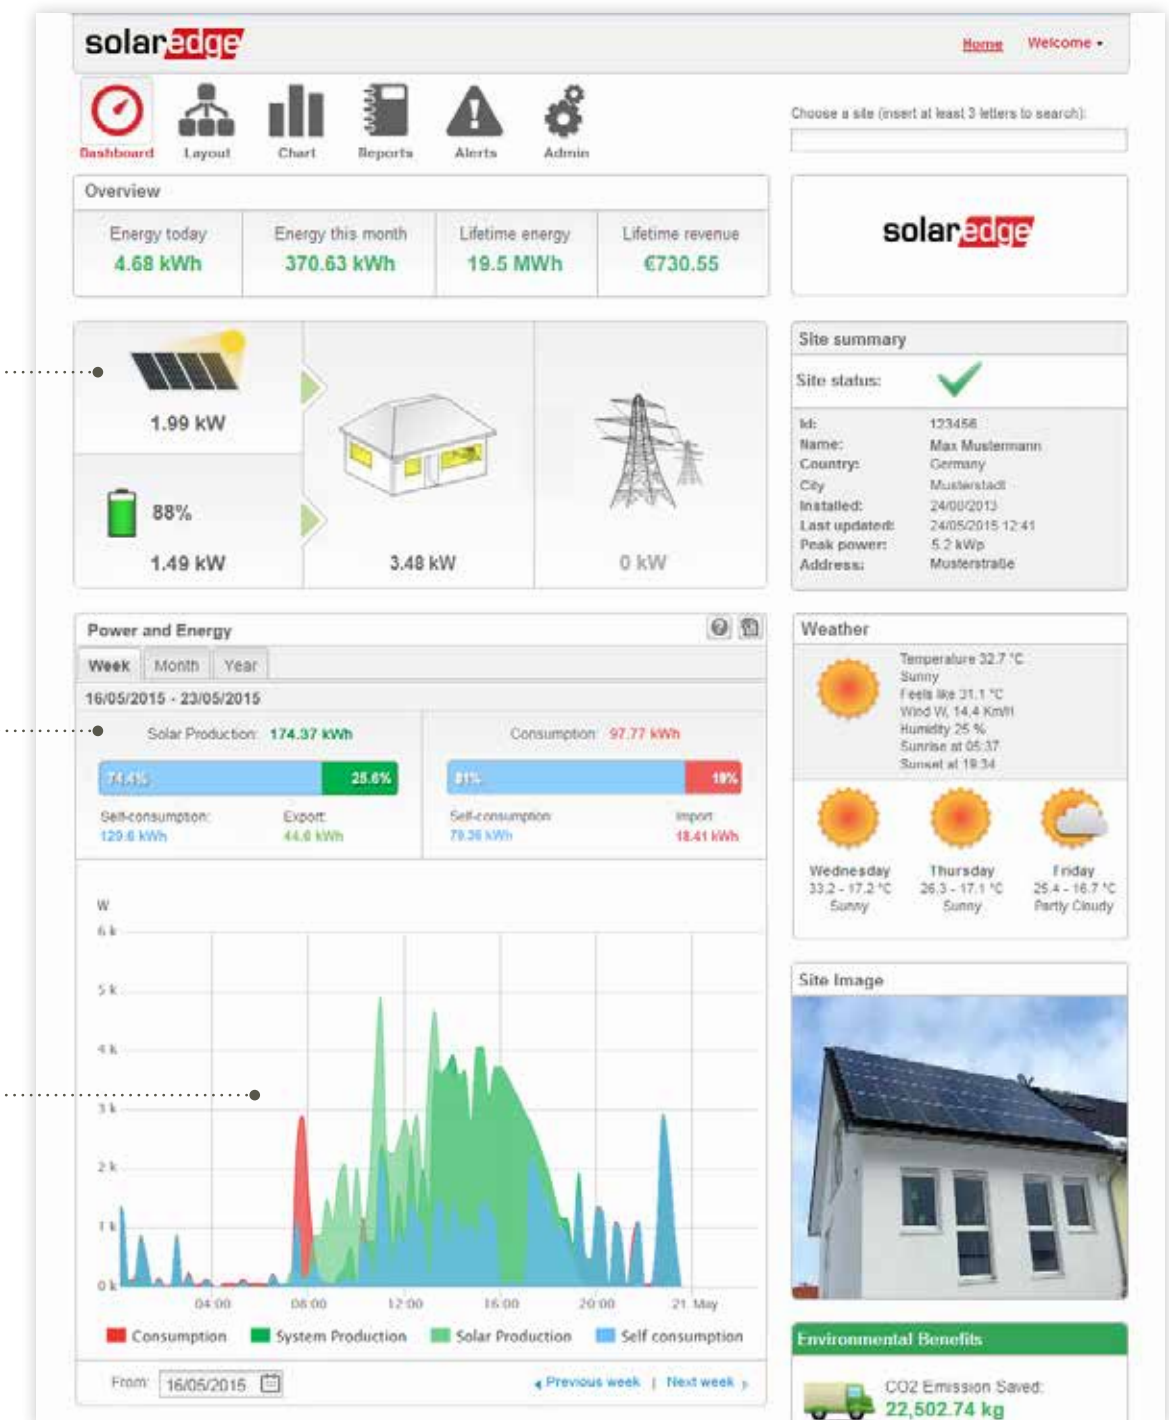 solaredge
Home Welcome
Dashboard Layout Chart Reports Alerts Admin
Choose a site (insert at least 3 letters to search):
Overview
Energy today Energy this month Lifetime energy Lifetime revenue
4.68 kWh 370.63 kWh 19.5 MWh €730.55
solaredge
1.99 kW
88%
1.49 kW 3.48 kW 0 kW
Site summary
Site status:
Id: 123456
Name: Max Mustermann
Country: Germany
City Musterstadt
Installed: 24/08/2013
Last updated: 24/05/2015 12:41
Peak power: 5.2 kWp
Address: Musterstraße
Power and Energy
Week Month Year
16/05/2015 - 23/05/2015
Solar Production: 174.37 kWh Consumption: 97.77 kWh
74.4% 25.6% 81% 19%
Self-consumption: Export: Self-consumption: Import:
129.8 kWh 44.6 kWh 79.36 kWh 18.41 kWh
W
6 k
5 k
4 k
3 k
2 k
1 k
0 k
04:00 08:00 12:00 16:00 20:00 21. May
Consumption System Production Solar Production Self consumption
From: 16/05/2015 Previous week | Next week
Weather
Temperature 32.7 °C
Sunny
Feels like 31.1 °C
Wind W, 14.4 Km/H
Humidity 25 %
Sunrise at 05:37
Sunset at 19:34
Wednesday Thursday Friday
33.2 - 17.2 °C 26.3 - 17.1 °C 25.4 - 16.7 °C
Sunny Sunny Partly Cloudy
Site Image
Environmental Benefits
CO2 Emission Saved:
22,502.74 kg